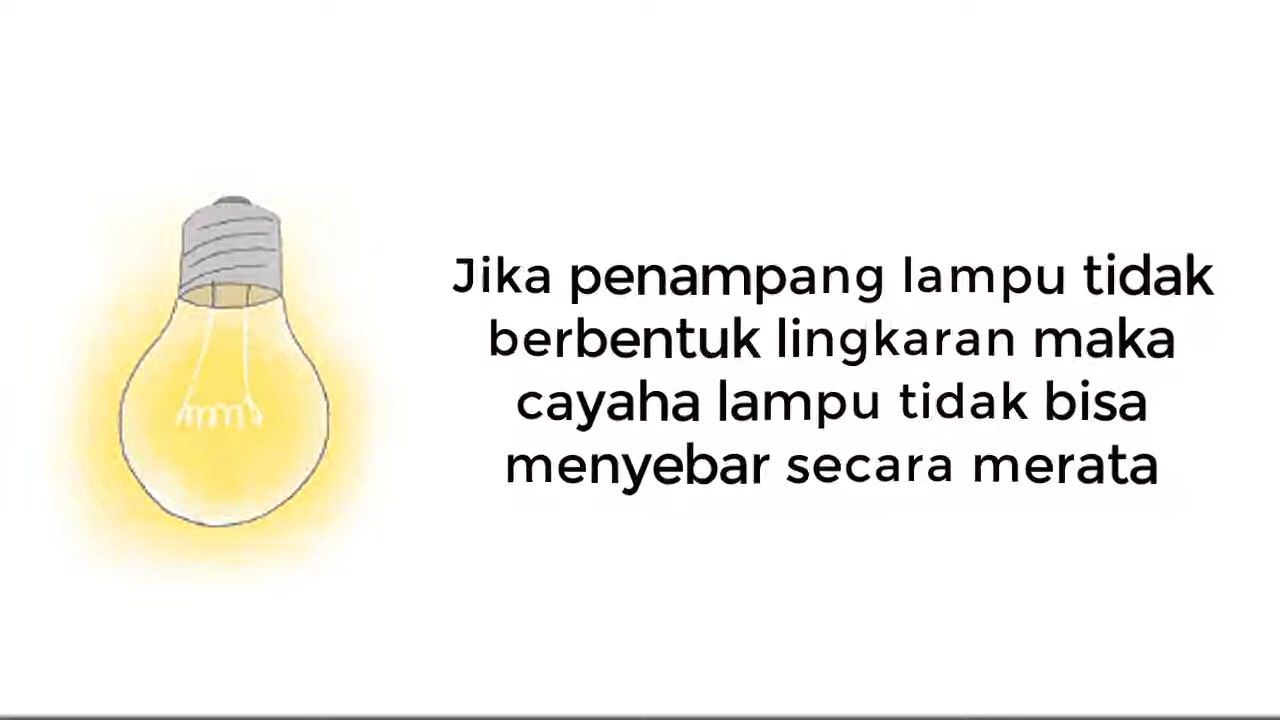 Jika penampang lampu tidak
berbentuk lingkaran maka
cayaha lampu tidak bisa
menyebar secara merata